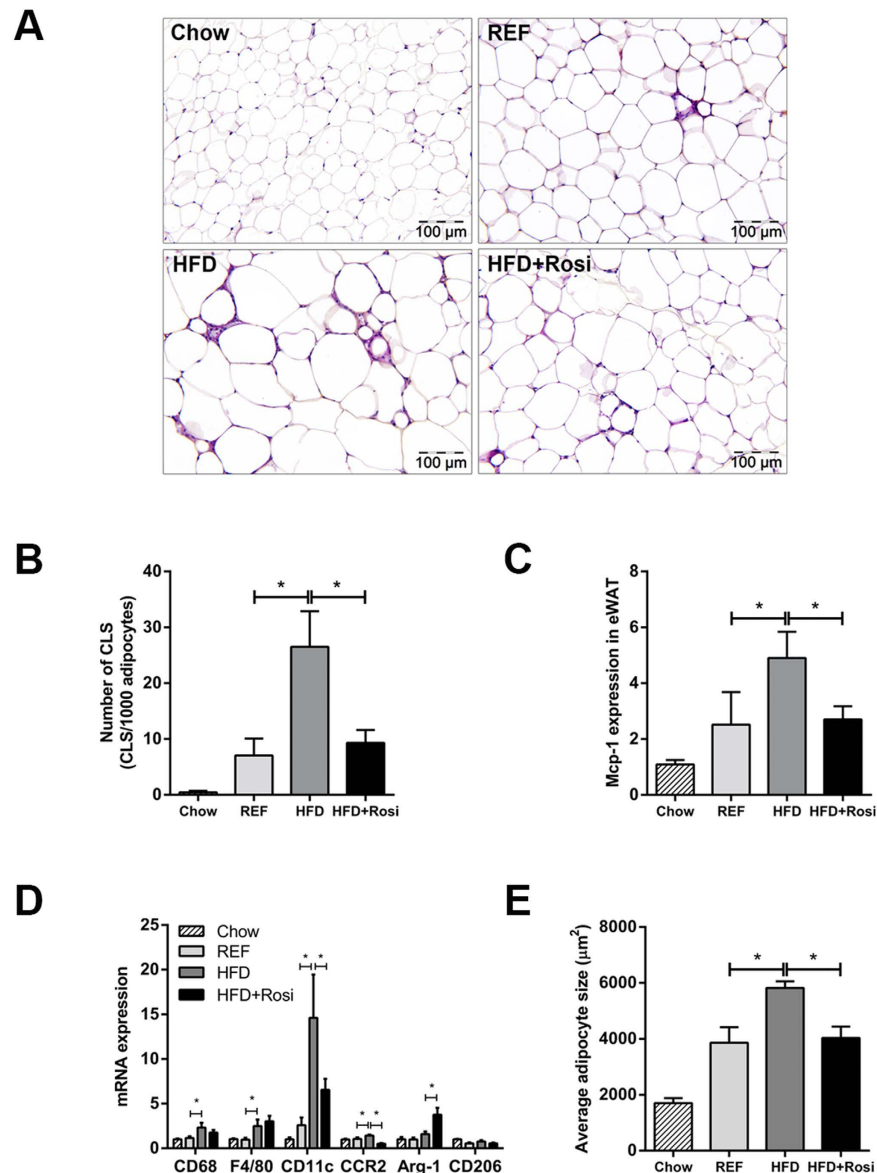 A
Chow
REF
100 μm
100 μm
HFD
HFD+Rosi
100 μm
100 μm
B
Number of CLS
(CLS/1000 adipocytes)
40
30
20
10
0
*
*
Chow
REF
HFD
HFD+Rosi
C
Mcp-1 expression in eWAT
8
6
4
2
0
*
*
Chow
REF
HFD
HFD+Rosi
D
mRNA expression
25
20
15
10
5
0
Chow
REF
HFD
HFD+Rosi
*
*
*
*
*
*
*
CD68
F4/80
CD11c
CCR2
Arg-1
CD206
E
Average adipocyte size (μm²)
8000
6000
4000
2000
0
*
*
Chow
REF
HFD
HFD+Rosi